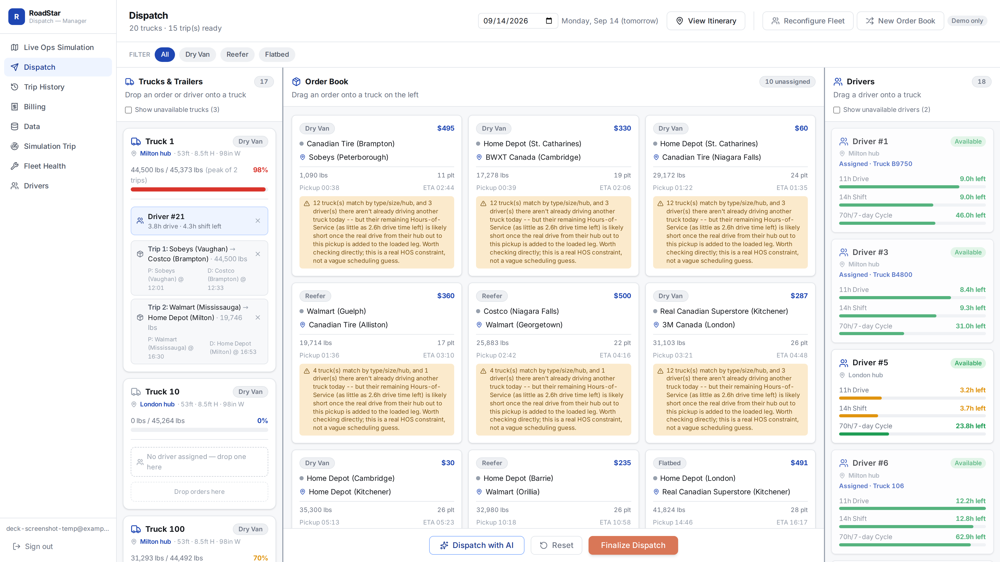 R
RoadStar
Dispatch — Manager
Live Ops Simulation
Dispatch
Trip History
Billing
Data
Simulation Trip
Fleet Health
Drivers
deck-screenshot-temp@examp...
Sign out
Dispatch
20 trucks · 15 trip(s) ready
09/14/2026
Monday, Sep 14 (tomorrow)
View Itinerary
Reconfigure Fleet
New Order Book
Demo only
FILTER
All
Dry Van
Reefer
Flatbed
Trucks & Trailers
17
Drop an order or driver onto a truck
Show unavailable trucks (3)
Truck 1
Dry Van
Milton hub · 53ft · 8.5ft H · 98in W
44,500 lbs / 45,373 lbs (peak of 2
trips)
98%
Driver #21
3.8h drive · 4.3h shift left
Trip 1: Sobeys (Vaughan) →
Costco (Brampton) · 44,500 lbs
P: Sobeys
(Vaughan) @
12:01
D: Costco
(Brampton) @
12:33
Trip 2: Walmart (Mississauga) →
Home Depot (Milton) · 19,746
lbs
P: Walmart
(Mississauga) @
16:30
D: Home Depot
(Milton) @ 16:53
Truck 10
Dry Van
London hub · 53ft · 8.5ft H · 98in W
0 lbs / 45,264 lbs
0%
No driver assigned — drop one
here
Drop orders here
Truck 100
Dry Van
Milton hub · 53ft · 8.5ft H · 98in W
31,293 lbs / 44,492 lbs
70%
Order Book
10 unassigned
Drag an order onto a truck on the left
Dry Van
$495
Canadian Tire (Brampton)
Sobeys (Peterborough)
1,090 lbs
11 plt
Pickup 00:38
ETA 02:44
12 truck(s) match by type/size/hub, and 3
driver(s) there aren't already driving another
truck today -- but their remaining Hours-of-
Service (as little as 2.6h drive time left) is likely
short once the real drive from their hub out to
this pickup is added to the loaded leg. Worth
checking directly; this is a real HOS constraint,
not a vague scheduling guess.
Dry Van
$330
Home Depot (St. Catharines)
BWXT Canada (Cambridge)
17,278 lbs
19 plt
Pickup 00:39
ETA 02:06
12 truck(s) match by type/size/hub, and 3
driver(s) there aren't already driving another
truck today -- but their remaining Hours-of-
Service (as little as 2.6h drive time left) is likely
short once the real drive from their hub out to
this pickup is added to the loaded leg. Worth
checking directly; this is a real HOS constraint,
not a vague scheduling guess.
Dry Van
$60
Home Depot (St. Catharines)
Canadian Tire (Niagara Falls)
29,172 lbs
24 plt
Pickup 01:22
ETA 01:35
12 truck(s) match by type/size/hub, and 3
driver(s) there aren't already driving another
truck today -- but their remaining Hours-of-
Service (as little as 2.6h drive time left) is likely
short once the real drive from their hub out to
this pickup is added to the loaded leg. Worth
checking directly; this is a real HOS constraint,
not a vague scheduling guess.
Reefer
$360
Walmart (Guelph)
Canadian Tire (Alliston)
19,714 lbs
17 plt
Pickup 01:36
ETA 03:10
4 truck(s) match by type/size/hub, and 1
driver(s) there aren't already driving another
truck today -- but their remaining Hours-of-
Service (as little as 2.6h drive time left) is likely
short once the real drive from their hub out to
this pickup is added to the loaded leg. Worth
checking directly; this is a real HOS constraint,
not a vague scheduling guess.
Reefer
$500
Costco (Niagara Falls)
Walmart (Georgetown)
25,883 lbs
22 plt
Pickup 02:42
ETA 04:16
4 truck(s) match by type/size/hub, and 1
driver(s) there aren't already driving another
truck today -- but their remaining Hours-of-
Service (as little as 2.6h drive time left) is likely
short once the real drive from their hub out to
this pickup is added to the loaded leg. Worth
checking directly; this is a real HOS constraint,
not a vague scheduling guess.
Dry Van
$287
Real Canadian Superstore (Kitchener)
3M Canada (London)
31,103 lbs
26 plt
Pickup 03:21
ETA 04:48
12 truck(s) match by type/size/hub, and 3
driver(s) there aren't already driving another
truck today -- but their remaining Hours-of-
Service (as little as 2.6h drive time left) is likely
short once the real drive from their hub out to
this pickup is added to the loaded leg. Worth
checking directly; this is a real HOS constraint,
not a vague scheduling guess.
Dry Van
$30
Home Depot (Cambridge)
Home Depot (Kitchener)
35,300 lbs
26 plt
Pickup 05:13
ETA 05:23
Reefer
$235
Home Depot (Barrie)
Walmart (Orillia)
32,980 lbs
26 plt
Pickup 10:18
ETA 10:58
Flatbed
$491
Home Depot (London)
Real Canadian Superstore (Kitchener)
41,824 lbs
28 plt
Pickup 14:46
ETA 16:17
Dispatch with AI
Reset
Finalize Dispatch
Drivers
18
Drag a driver onto a truck
Show unavailable drivers (2)
Driver #1
Available
Milton hub
Assigned · Truck B9750
11h Drive
9.0h left
14h Shift
9.0h left
70h/7-day Cycle
46.0h left
Driver #3
Available
Milton hub
Assigned · Truck B4800
11h Drive
8.4h left
14h Shift
9.3h left
70h/7-day Cycle
31.0h left
Driver #5
Available
London hub
11h Drive
3.2h left
14h Shift
3.7h left
70h/7-day Cycle
23.8h left
Driver #6
Available
Milton hub
Assigned · Truck 106
11h Drive
12.2h left
14h Shift
12.8h left
70h/7-day Cycle
62.9h left